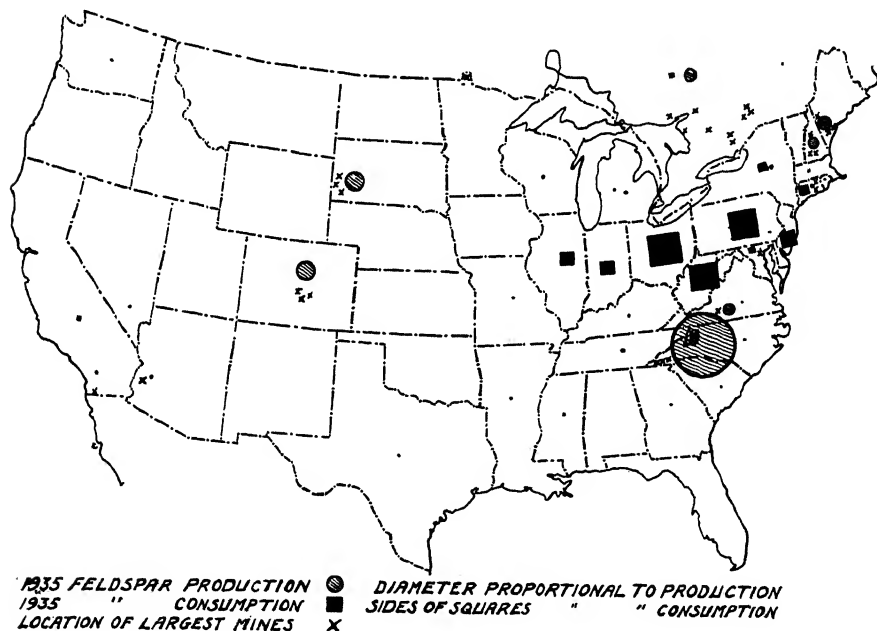 1935 FELDSPAR PRODUCTION DIAMETER PROPORTIONAL TO PRODUCTION
1935 " CONSUMPTION SIDES OF SQUARES " " CONSUMPTION
LOCATION OF LARGEST MINES X